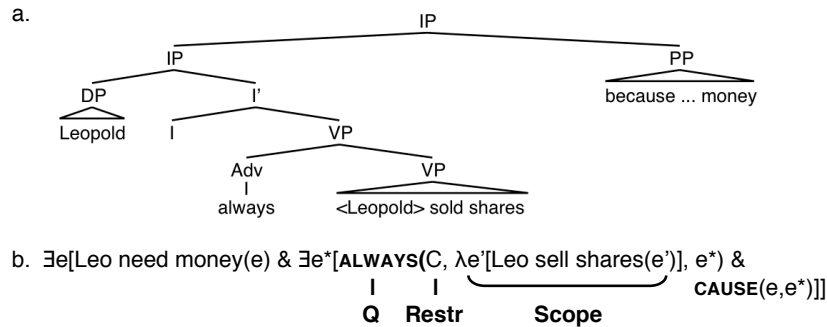 a.
IP
IP PP
DP I' because ... money
Leopold I VP
Adv VP
always <Leopold> sold shares
b. ∃e[Leo need money(e) & ∃e*[ALWAYS(C, λe'[Leo sell shares(e')], e*) &
CAUSE(e,e*)]]
Q Restr Scope